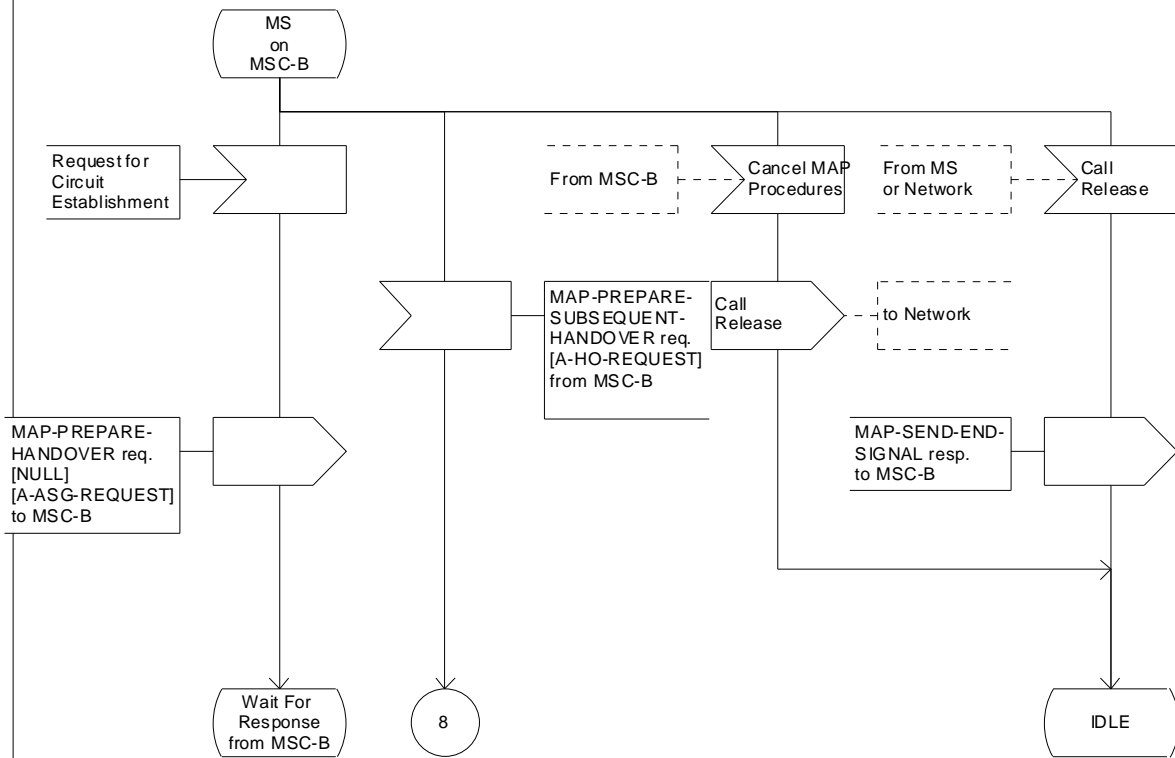 MS
on
MSC-B
Request for
Circuit
Establishment
From MSC-B
Cancel MAP
Procedures
From MS
or Network
Call
Release
MAP-PREPARE-
SUBSEQUENT-
HANDOVER req.
[A-HO-REQUEST]
from MSC-B
Call
Release
to Network
MAP-PREPARE-
HANDOVER req.
[NULL]
[A-ASG-REQUEST]
to MSC-B
MAP-SEND-END-
SIGNAL resp.
to MSC-B
Wait For
Response
from MSC-B
8
IDLE